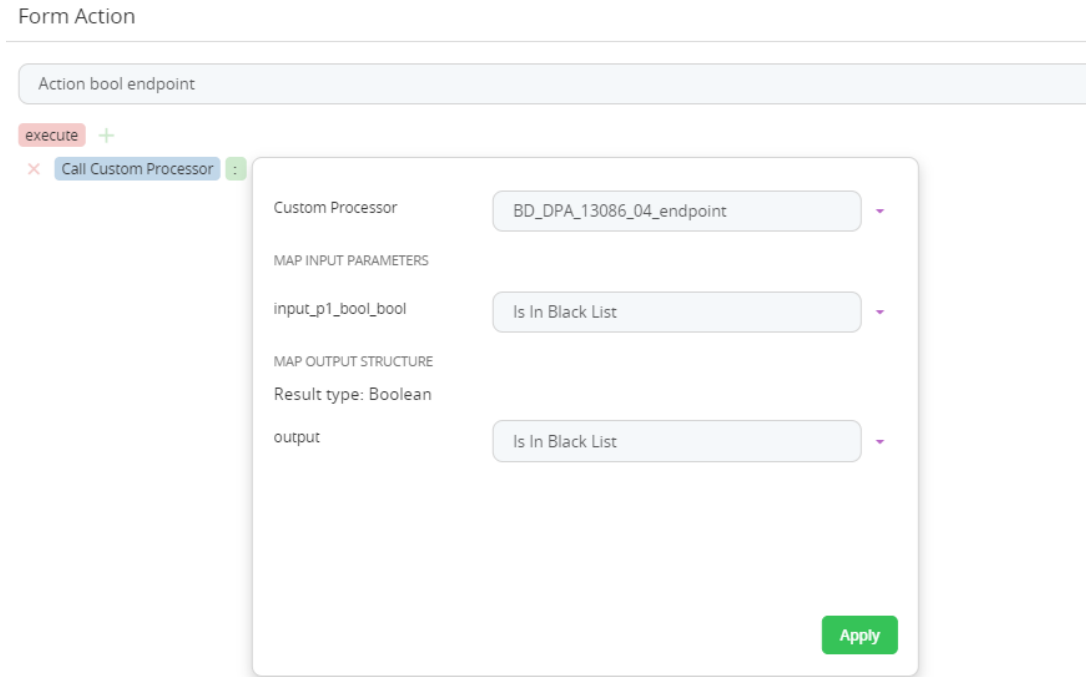 Form Action
Action bool endpoint
execute +
× Call Custom Processor :
Custom Processor BD_DPA_13086_04_endpoint
MAP INPUT PARAMETERS
input_p1_bool_bool Is In Black List
MAP OUTPUT STRUCTURE
Result type: Boolean
output Is In Black List
Apply